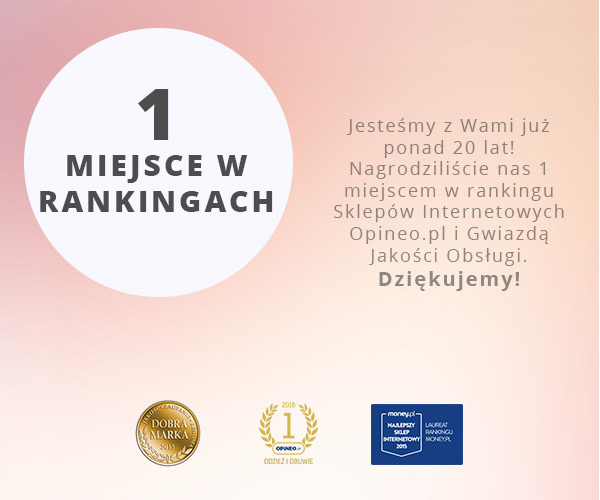 1
MIEJSCE W
RANKINGACH
Jesteśmy z Wami już
ponad 20 lat!
Nagrodziliście nas 1
miejscem w rankingu
Sklepów Internetowych
Opineo.pl i Gwiazdą
Jakości Obsługi.
Dziękujemy!
DOBRA
MARKA
2015
2016
1
OPINEO.pl
ODZIEŻ I OBUWIE
money.pl
NAJLEPSZY
SKLEP
INTERNETOWY
2015
LAUREAT
RANKINGU
MONEY.PL